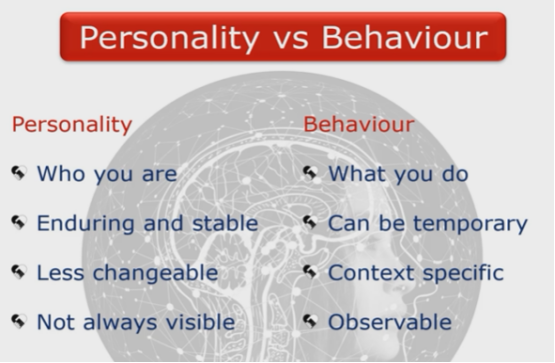 Personality vs Behaviour
Personality
Who you are
Enduring and stable
Less changeable
Not always visible
Behaviour
What you do
Can be temporary
Context specific
Observable